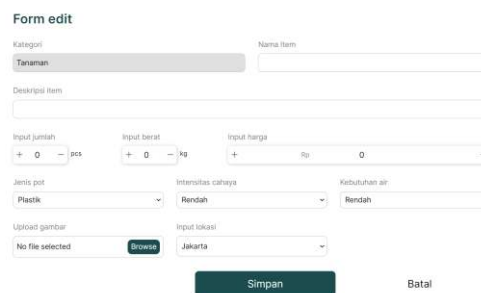 Form edit
Kategori Nama item
Tanaman
Deskripsi item
Input jumlah Input berat Input harga
+ 0 − pcs + 0 − kg + Rp 0
Jenis pot Intensitas cahaya Kebutuhan air
Plastik Rendah Rendah
Upload gambar Input lokasi
No file selected Browse Jakarta
Simpan Batal